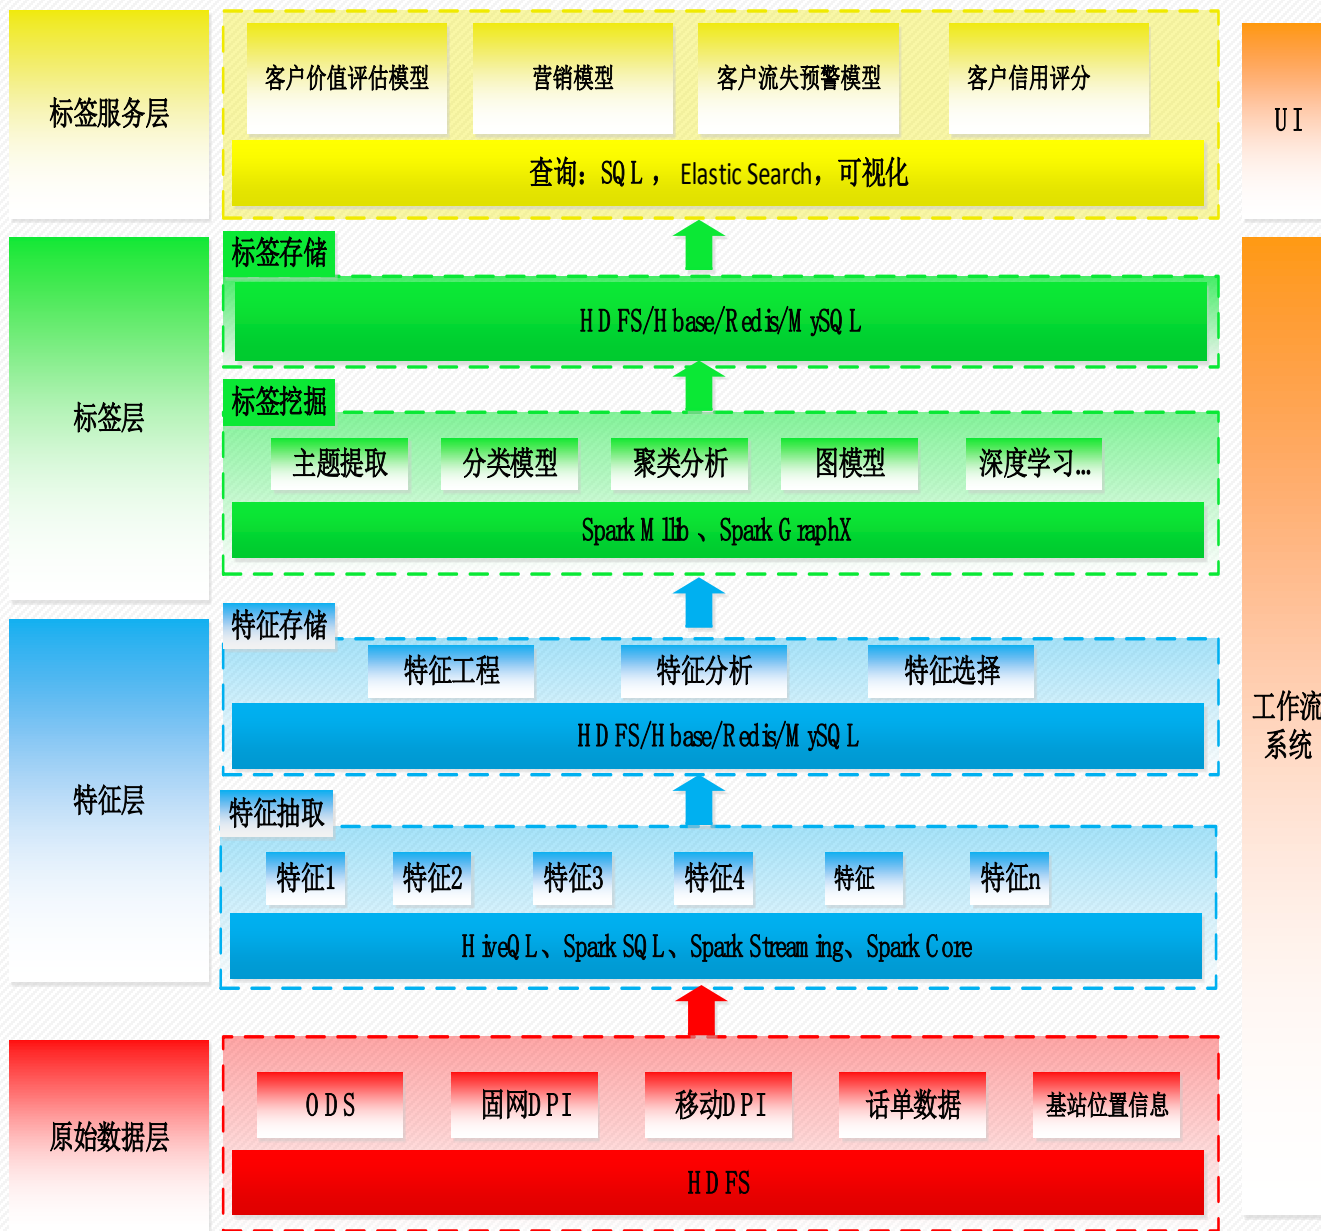 标签服务层
客户价值评估模型
营销模型
客户流失预警模型
客户信用评分
查询：SQL，Elastic Search，可视化
UI
标签层
标签存储
HDFS/Hbase/Redis/MySQL
标签挖掘
主题提取
分类模型
聚类分析
图模型
深度学习...
Spark Mllib、Spark GraphX
特征层
特征存储
特征工程
特征分析
特征选择
HDFS/Hbase/Redis/MySQL
特征抽取
特征1
特征2
特征3
特征4
特征
特征n
HiveQL、Spark SQL、Spark Streaming、Spark Core
工作流
系统
原始数据层
ODS
固网DPI
移动DPI
话单数据
基站位置信息
HDFS